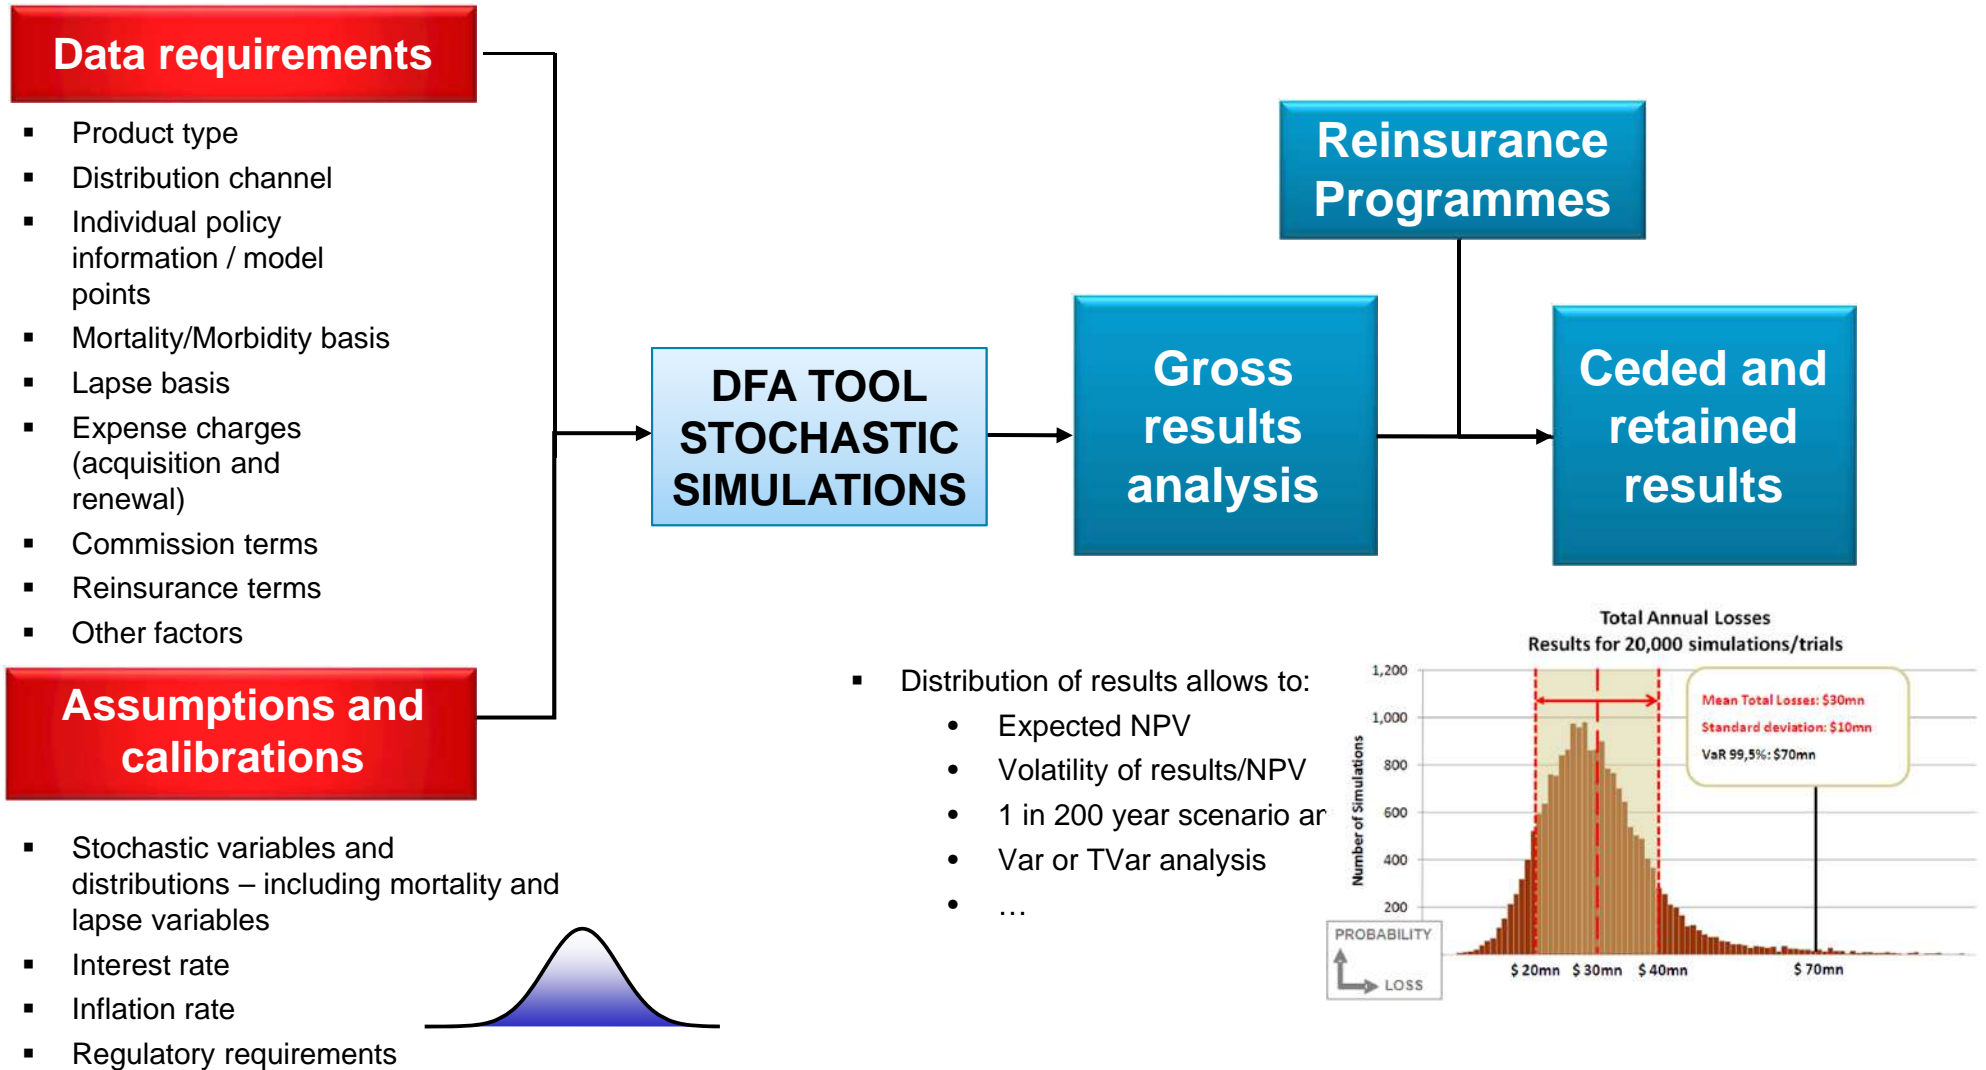 Data requirements
▪ Product type
▪ Distribution channel
▪ Individual policy
information / model
points
▪ Mortality/Morbidity basis
▪ Lapse basis
▪ Expense charges
(acquisition and
renewal)
▪ Commission terms
▪ Reinsurance terms
▪ Other factors
Assumptions and
calibrations
▪ Stochastic variables and
distributions – including mortality and
lapse variables
▪ Interest rate
▪ Inflation rate
▪ Regulatory requirements
DFA TOOL
STOCHASTIC
SIMULATIONS
Gross
results
analysis
Reinsurance
Programmes
Ceded and
retained
results
▪ Distribution of results allows to:
• Expected NPV
• Volatility of results/NPV
• 1 in 200 year scenario
• Var or TVar analysis
• …
Total Annual Losses
Results for 20,000 simulations/trials
1,200
1,000
800
600
400
200
Number of Simulations
Mean Total Losses: $30mn
Standard deviation: $10mn
VaR 99,5%: $70mn
PROBABILITY
LOSS
$ 20mn $ 30mn $ 40mn $ 70mn